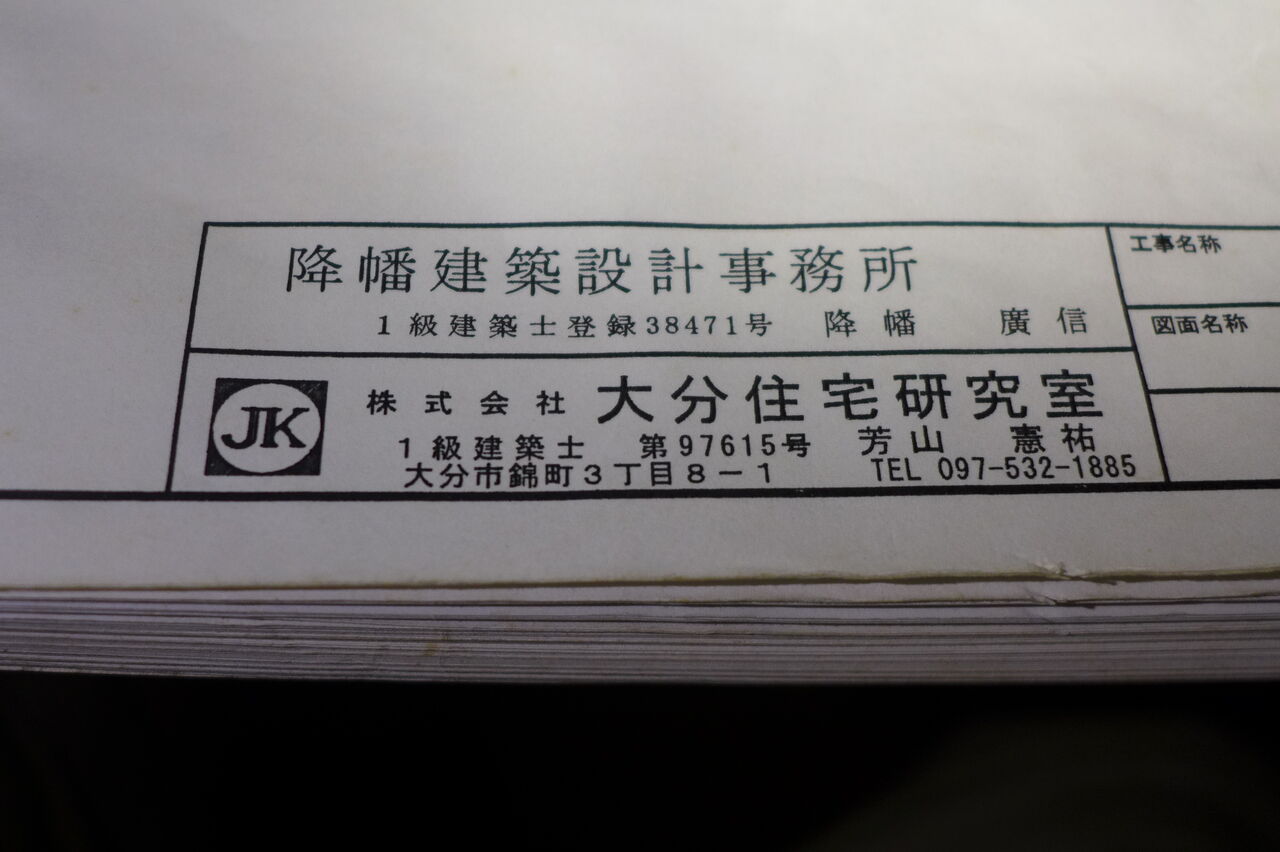 降幡建築設計事務所
1級建築士登録38471号 降幡 廣信
JK
株式会社 大分住宅研究室
1級建築士 第97615号 芳山 憲祐
大分市錦町3丁目8-1 TEL 097-532-1885
工事名称
図面名称